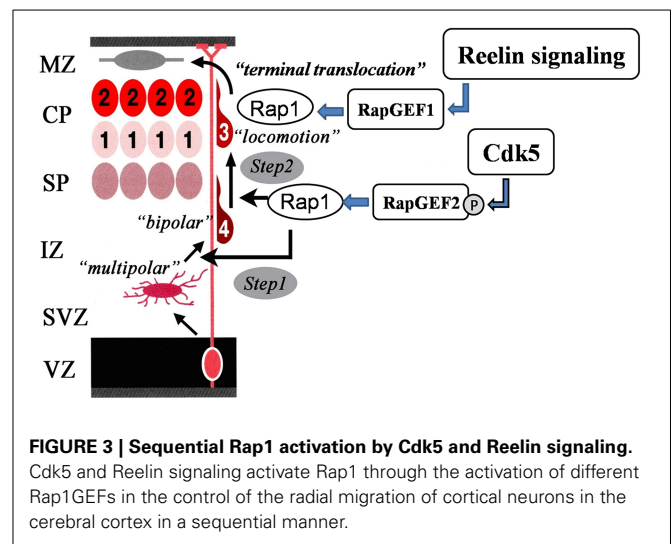 Reelin signaling
MZ
"terminal translocation"
CP
2 2 2 2
Rap1
RapGEF1
1 1 1 1
3
"locomotion"
Cdk5
Step2
SP
Rap1
RapGEF2
P
"bipolar"
4
IZ
"multipolar"
Step1
SVZ
VZ
FIGURE 3 | Sequential Rap1 activation by Cdk5 and Reelin signaling.
Cdk5 and Reelin signaling activate Rap1 through the activation of different
Rap1GEFs in the control of the radial migration of cortical neurons in the
cerebral cortex in a sequential manner.